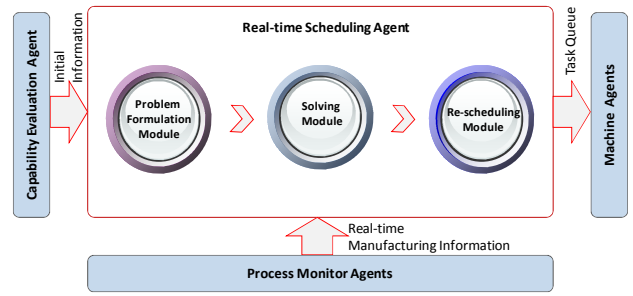 Real-time Scheduling Agent
Capability Evaluation Agent
Initial
Information
Problem
Formulation
Module
Solving
Module
Re-scheduling
Module
Task Queue
Machine Agents
Real-time
Manufacturing Information
Process Monitor Agents